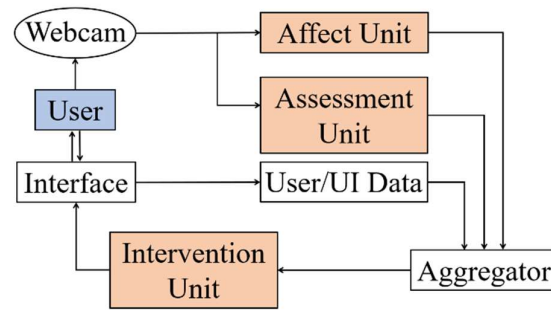 Webcam
Affect Unit
User
Assessment
Unit
Interface
User/UI Data
Intervention
Unit
Aggregator